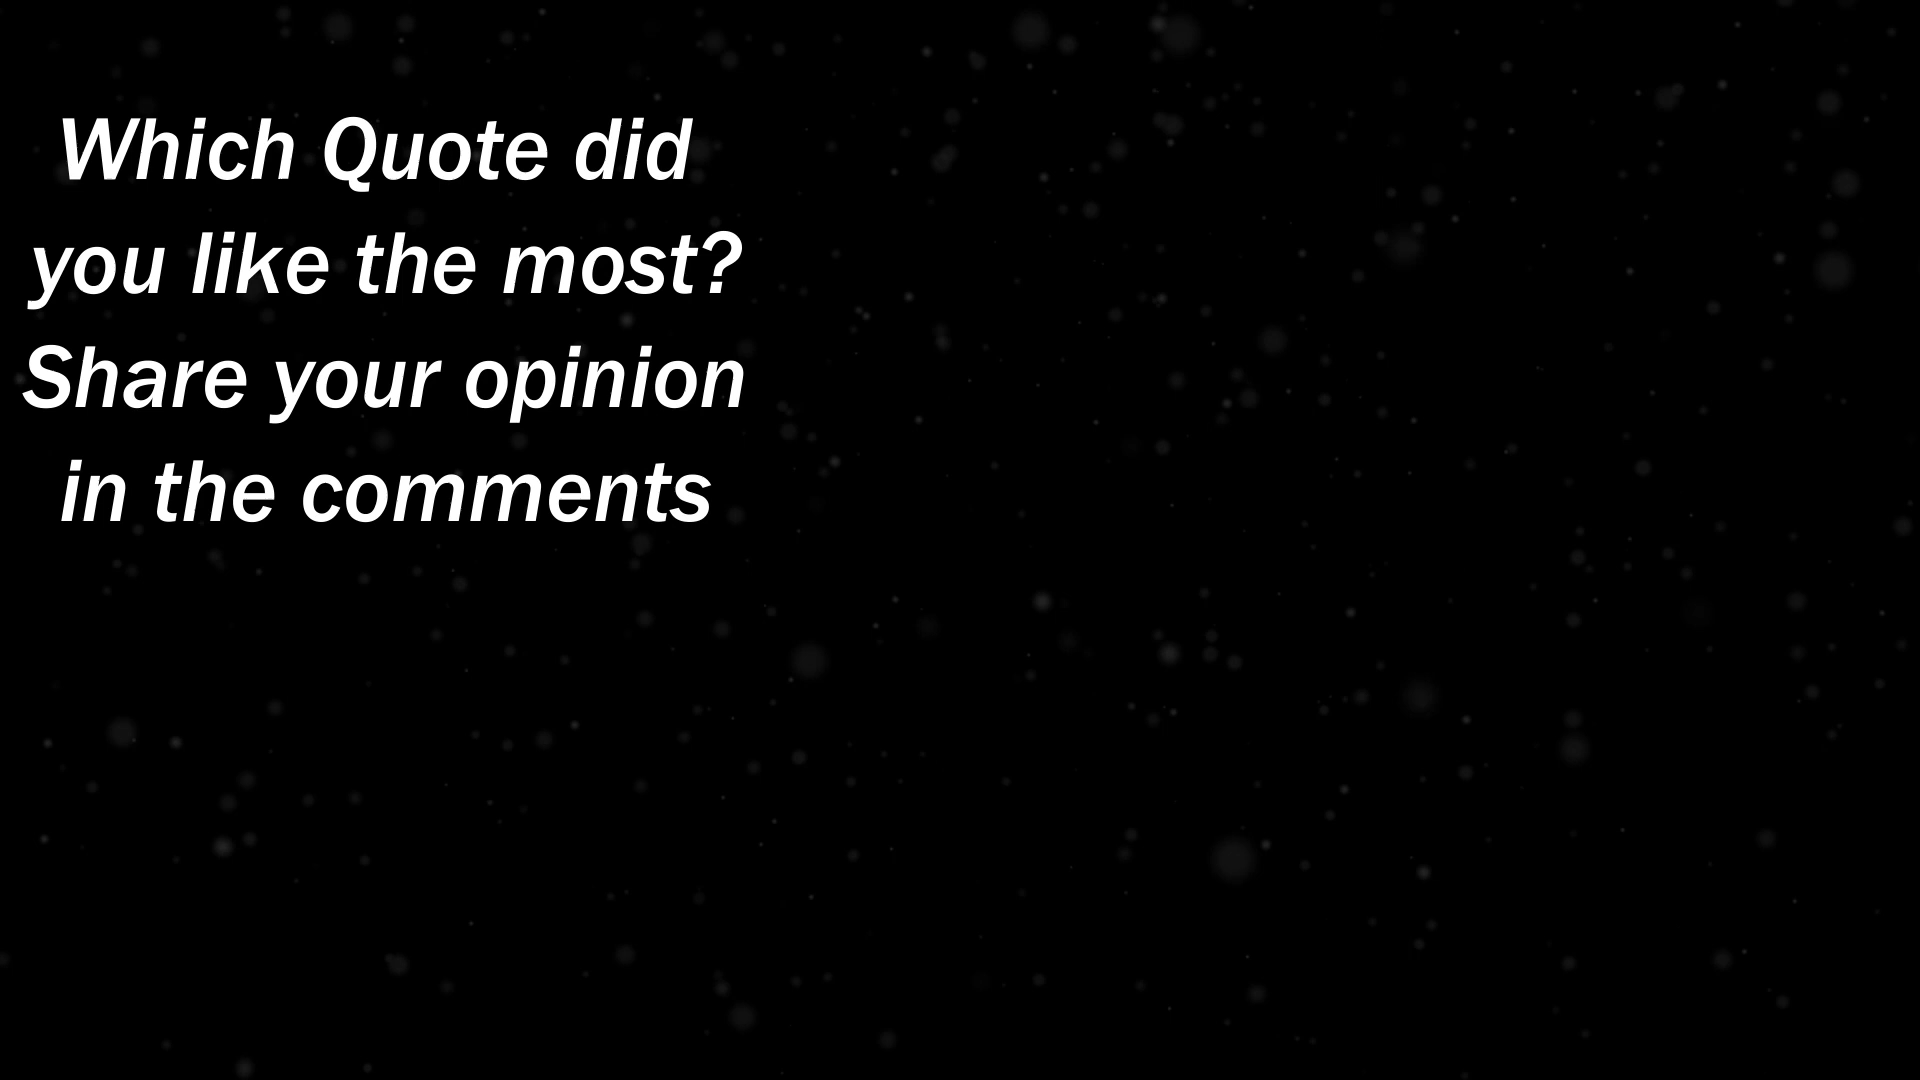 Which Quote did
you like the most?
Share your opinion
in the comments